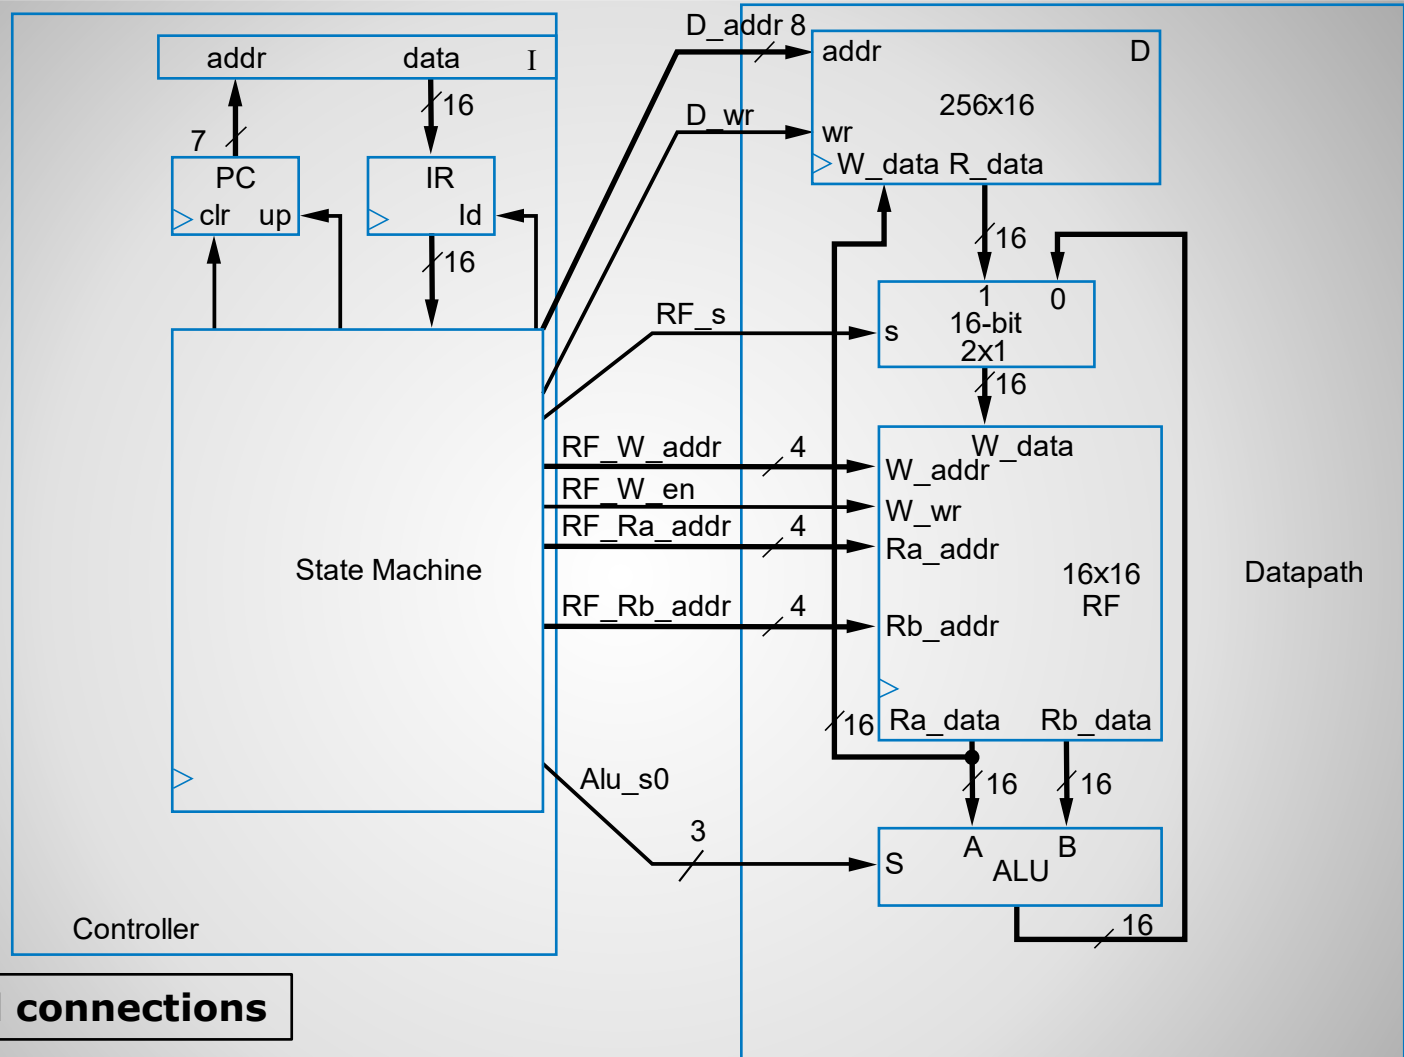 D_addr 8
addr
data
I
addr
D
16
256x16
D_wr
7
wr
PC
IR
W_data R_data
clr
up
ld
16
16
1
0
RF_s
16-bit
s
2x1
16
RF_W_addr
4
W_data
W_addr
RF_W_en
W_wr
RF_Ra_addr
4
Ra_addr
State Machine
16x16
Datapath
RF
RF_Rb_addr
4
Rb_addr
16
Ra_data
Rb_data
Alu_s0
16
16
3
A
B
S
ALU
Controller
16
connections